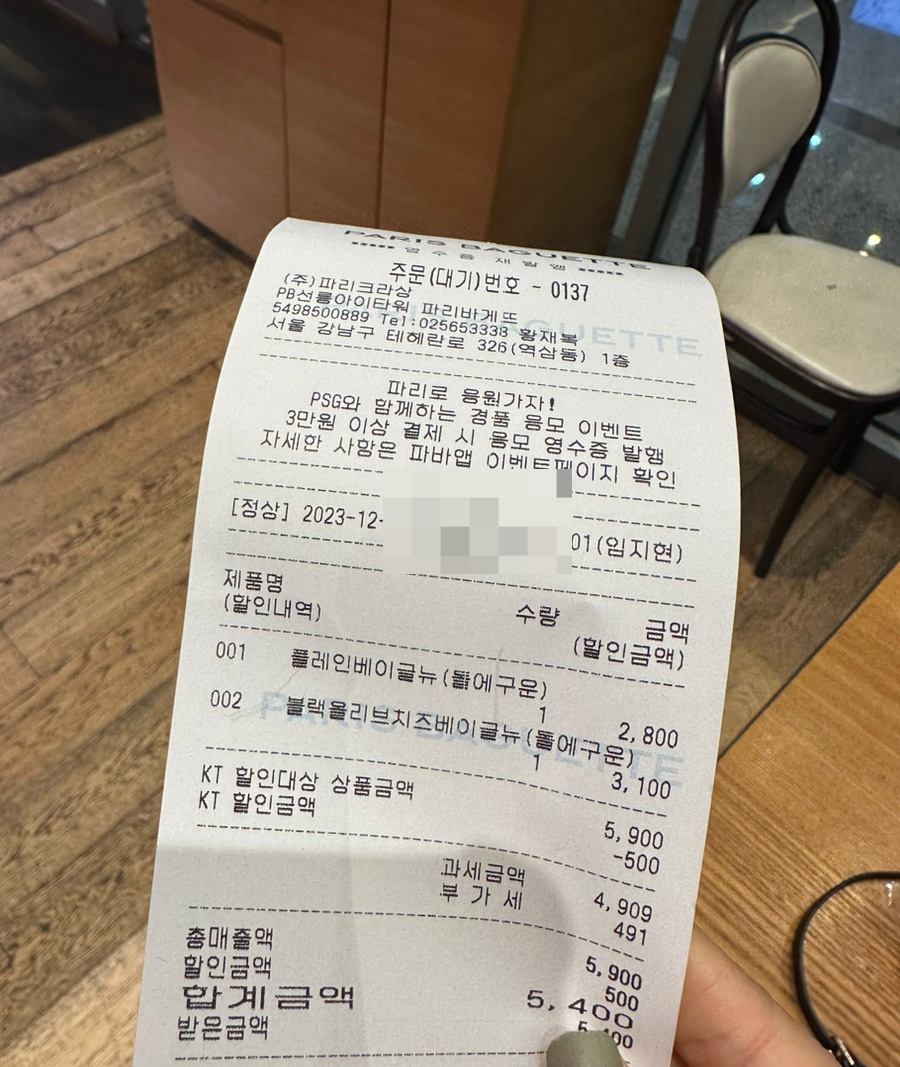 PARIS BAGUETTE
영수증 재발행
주문(대기)번호 - 0137
(주)파리크라상
PB선릉아이타워 파리바게뜨
5498500889 Tel:025653338 황재복
서울 강남구 테헤란로 326(역삼동) 1층
파리로 응원가자!
PSG와 함께하는 경품 응모 이벤트
3만원 이상 결제 시 응모 영수증 발행
자세한 사항은 파바앱 이벤트페이지 확인
[정상] 2023-12- 01(임지현)
제품명 수량 금액
(할인내역) (할인금액)
001 플레인베이글뉴(돌에구운)
1 2,800
002 블랙올리브치즈베이글뉴(돌에구운)
1 3,100
KT 할인대상 상품금액 5,900
KT 할인금액 -500
과세금액 4,909
부 가 세 491
총매출액 5,900
할인금액 500
합계금액 5,400
받은금액 5,400
PARIS BAGUETTE
PARIS BAGUETTE